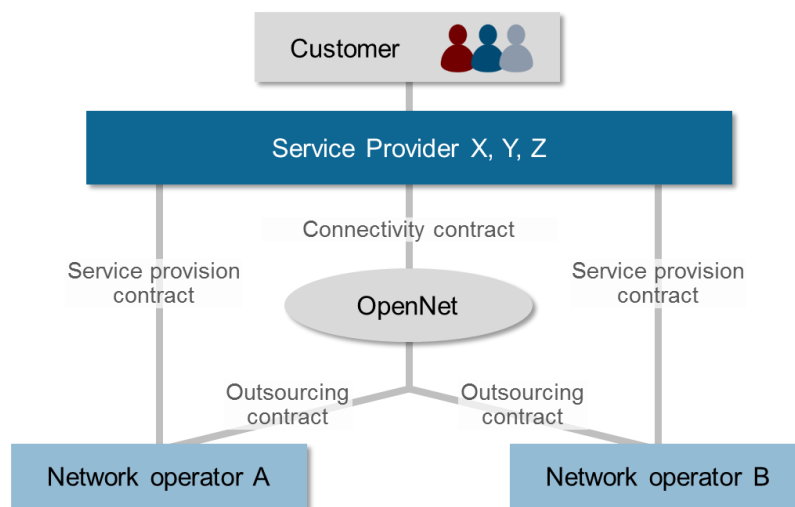 Customer
Service Provider X, Y, Z
Connectivity contract
Service provision
contract
Service provision
contract
OpenNet
Outsourcing
contract
Outsourcing
contract
Network operator A
Network operator B